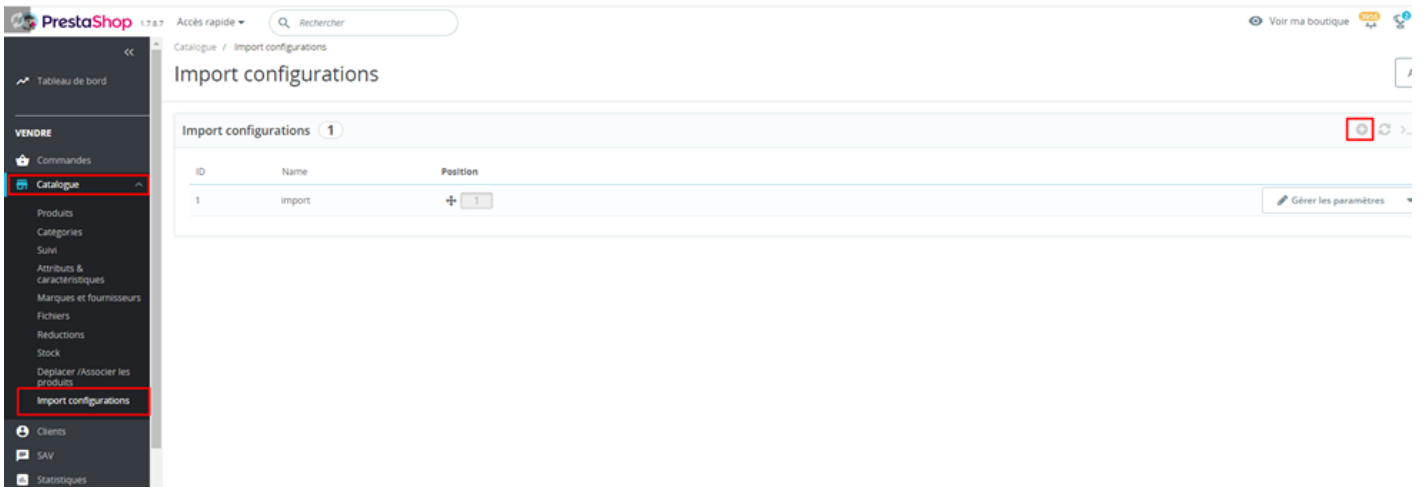 PrestaShop 1.7.8.7 Accès rapide Rechercher Voir ma boutique
Catalogue / Import configurations
Import configurations
Tableau de bord
VENDRE
Commandes
Catalogue
Produits
Catégories
Suivi
Attributs &
caractéristiques
Marques et fournisseurs
Fichiers
Réductions
Stock
Déplacer /Associer les
produits
Import configurations
Clients
SAV
Statistiques
Import configurations 1
ID Name Position
1 import 1 Gérer les paramètres